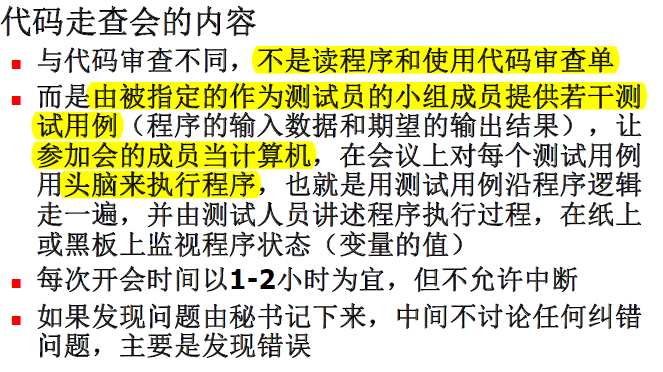 代码走查会的内容
与代码审查不同，不是读程序和使用代码审查单
而是由被指定的作为测试员的小组成员提供若干测
试用例（程序的输入数据和期望的输出结果），让
参加会的成员当计算机，在会议上对每个测试用例
用头脑来执行程序，也就是用测试用例沿程序逻辑
走一遍，并由测试人员讲述程序执行过程，在纸上
或黑板上监视程序状态（变量的值）
每次开会时间以1-2小时为宜，但不允许中断
如果发现问题由秘书记下来，中间不讨论任何纠错
问题，主要是发现错误